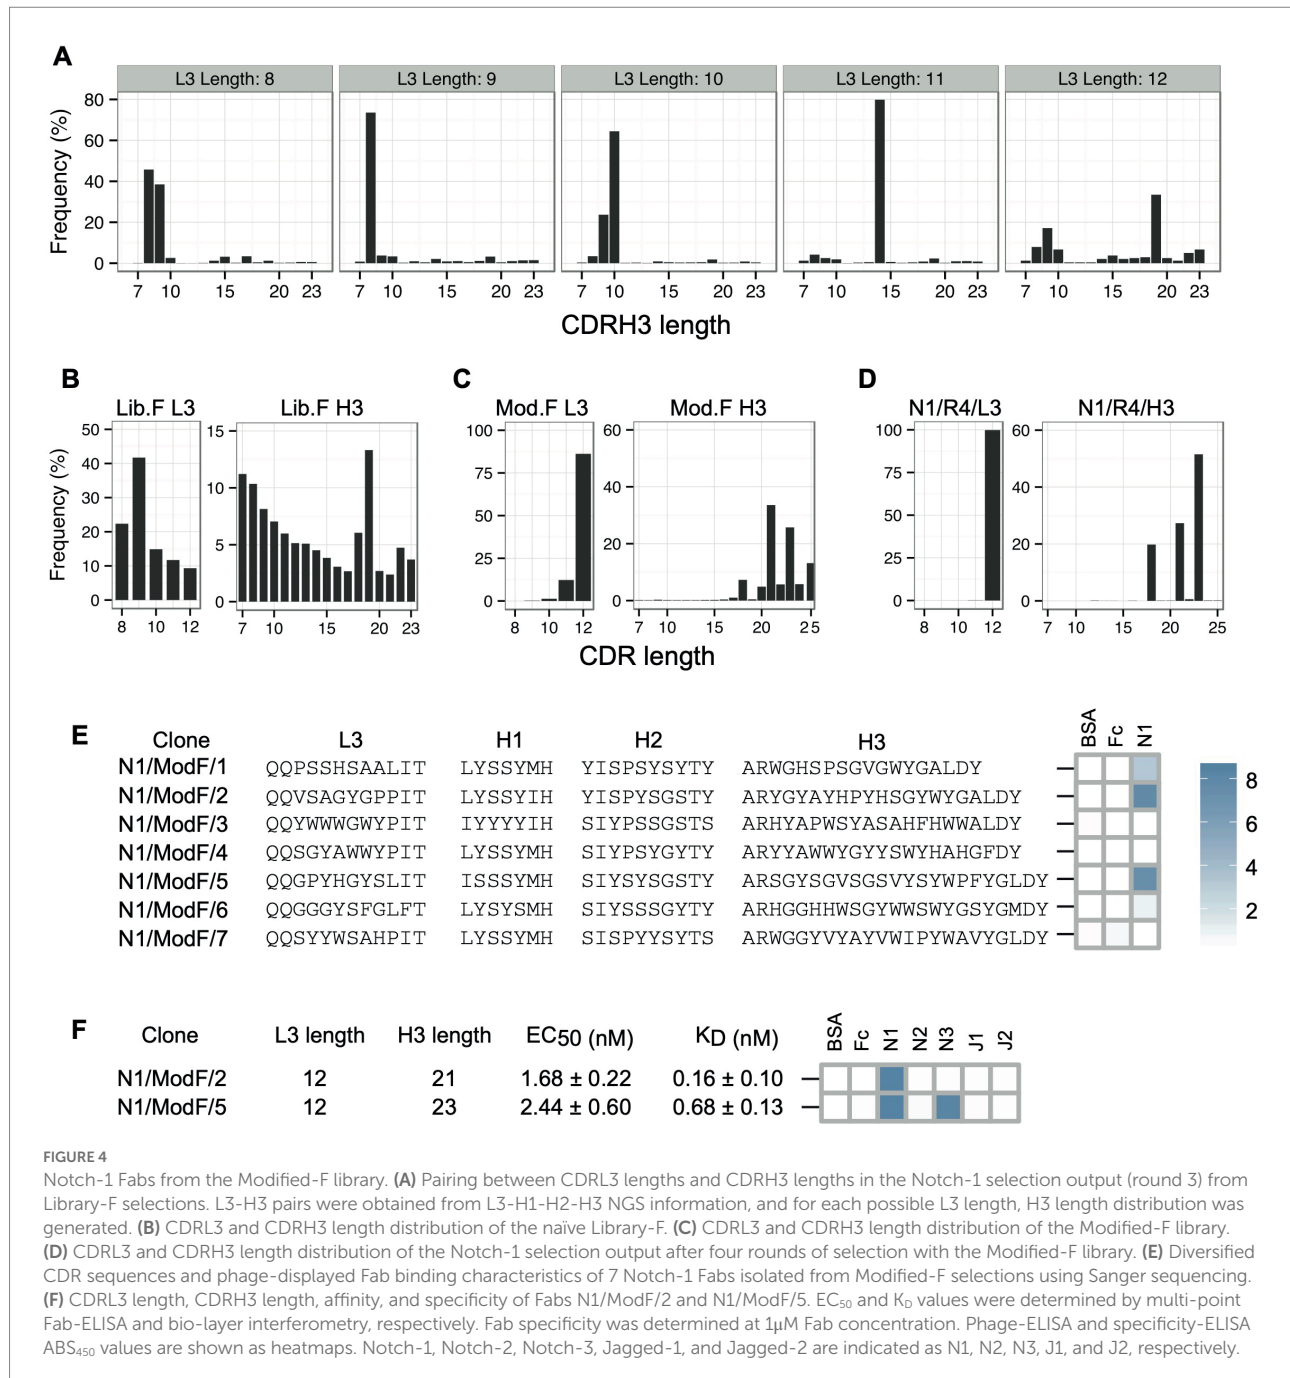 A
L3 Length: 8 L3 Length: 9 L3 Length: 10 L3 Length: 11 L3 Length: 12
Frequency (%)
80
60
40
20
0
7 10 15 20 23 7 10 15 20 23 7 10 15 20 23 7 10 15 20 23 7 10 15 20 23
CDRH3 length
B C D
Lib.F L3 Lib.F H3 Mod.F L3 Mod.F H3 N1/R4/L3 N1/R4/H3
Frequency (%)
50
40
30
20
10
0
15
10
5
0
100
75
50
25
0
60
40
20
0
100
75
50
25
0
60
40
20
0
8 10 12 7 10 15 20 23 8 10 12 7 10 15 20 25 8 10 12 7 10 15 20 25
CDR length
E
Clone L3 H1 H2 H3 BSA Fc N1
N1/ModF/1 QQPSSHSAALIT LYSSYMH YISPSYSYTY ARWGHSPSGVGWYGALDY
N1/ModF/2 QQVSAGYGPPIT LYSSYIH YISPYSGSTY ARYGYAYHPYHSGYWYGALDY
N1/ModF/3 QQYWWWGWYPIT IYYYYIH SIYPSSGSTS ARHYAPWSYASAHFHWWALDY
N1/ModF/4 QQSGYAWWYPIT LYSSYMH SIYPSYGYTY ARYYAWWYGYYSWYHAHGFDY
N1/ModF/5 QQGPYHGYSLIT ISSSYMH SIYSYSGSTY ARSGYSGVSGSVYSYWPFYGLDY
N1/ModF/6 QQGGGYSFGLFT LYSYSMH SIYSSSGYTY ARHGGHHWSGYWWSWYGSYGMDY
N1/ModF/7 QQSYYWSAHPIT LYSSYMH SISPYYSYTS ARWGGYVYAYVWIPYWAVYGLDY
8
6
4
2
F
Clone L3 length H3 length EC50 (nM) KD (nM) BSA Fc N1 N2 N3 J1 J2
N1/ModF/2 12 21 1.68 ± 0.22 0.16 ± 0.10
N1/ModF/5 12 23 2.44 ± 0.60 0.68 ± 0.13
FIGURE 4
Notch-1 Fabs from the Modified-F library. (A) Pairing between CDRL3 lengths and CDRH3 lengths in the Notch-1 selection output (round 3) from
Library-F selections. L3-H3 pairs were obtained from L3-H1-H2-H3 NGS information, and for each possible L3 length, H3 length distribution was
generated. (B) CDRL3 and CDRH3 length distribution of the naïve Library-F. (C) CDRL3 and CDRH3 length distribution of the Modified-F library.
(D) CDRL3 and CDRH3 length distribution of the Notch-1 selection output after four rounds of selection with the Modified-F library. (E) Diversified
CDR sequences and phage-displayed Fab binding characteristics of 7 Notch-1 Fabs isolated from Modified-F selections using Sanger sequencing.
(F) CDRL3 length, CDRH3 length, affinity, and specificity of Fabs N1/ModF/2 and N1/ModF/5. EC50 and KD values were determined by multi-point
Fab-ELISA and bio-layer interferometry, respectively. Fab specificity was determined at 1μM Fab concentration. Phage-ELISA and specificity-ELISA
ABS450 values are shown as heatmaps. Notch-1, Notch-2, Notch-3, Jagged-1, and Jagged-2 are indicated as N1, N2, N3, J1, and J2, respectively.